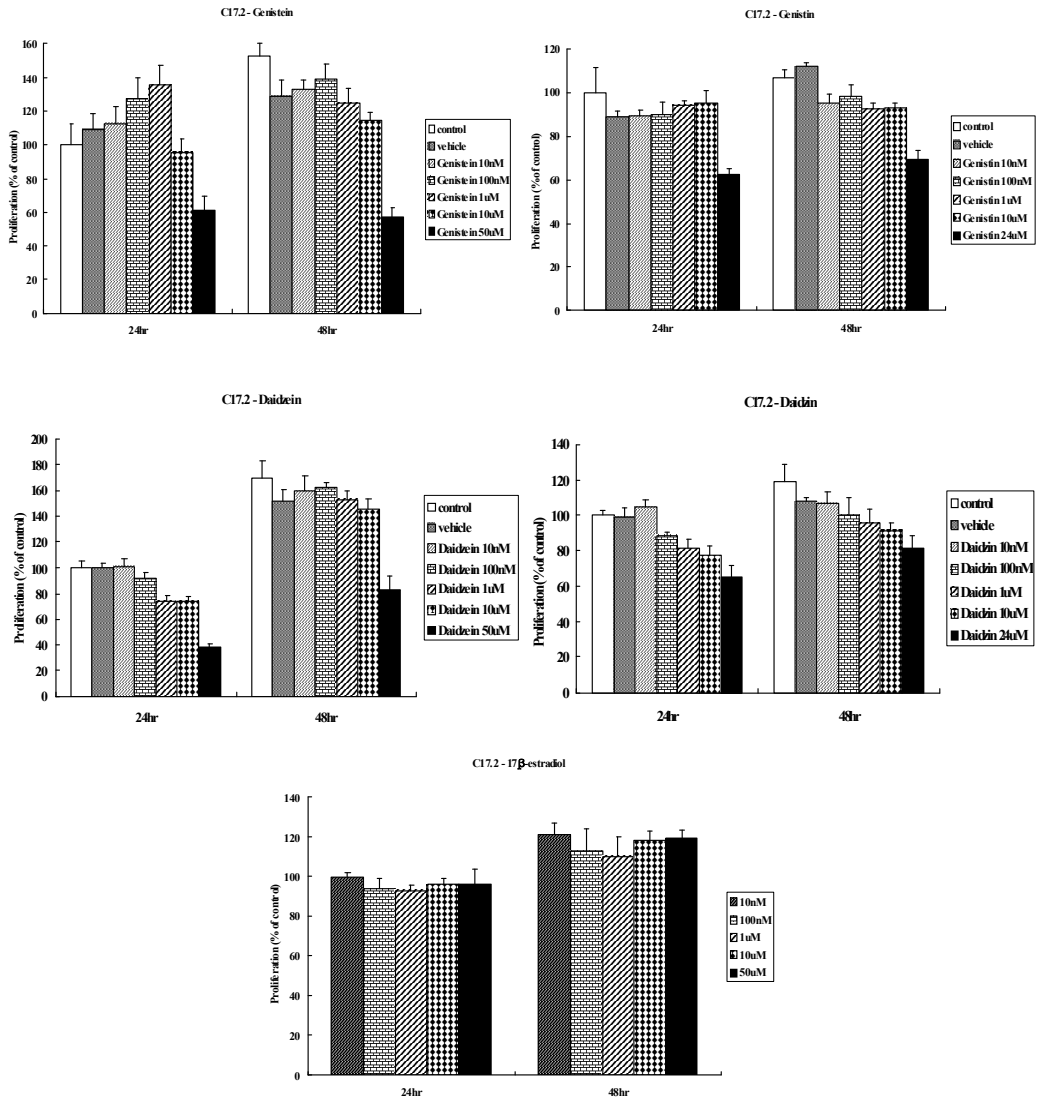 C17.2 - Genistein
Proliferation (% of control)
160
140
120
100
80
60
40
20
0
24hr
48hr
control
vehicle
Genistein 10nM
Genistein 100nM
Genistein 1uM
Genistein 10uM
Genistein 50uM
C17.2 - Genistin
Proliferation (% of control)
120
100
80
60
40
20
0
24hr
48hr
control
vehicle
Genistin 10nM
Genistin 100nM
Genistin 1uM
Genistin 10uM
Genistin 24uM
C17.2 - Daidzein
Proliferation (% of control)
200
180
160
140
120
100
80
60
40
20
0
24hr
48hr
control
vehicle
Daidzein 10nM
Daidzein 100nM
Daidzein 1uM
Daidzein 10uM
Daidzein 50uM
C17.2 - Daidzin
Proliferation (% of control)
140
120
100
80
60
40
20
0
24hr
48hr
control
vehicle
Daidzin 10nM
Daidzin 100nM
Daidzin 1uM
Daidzin 10uM
Daidzin 24uM
C17.2 - 17β-estradiol
Proliferation (% of control)
140
120
100
80
60
40
20
0
24hr
48hr
10nM
100nM
1uM
10uM
50uM